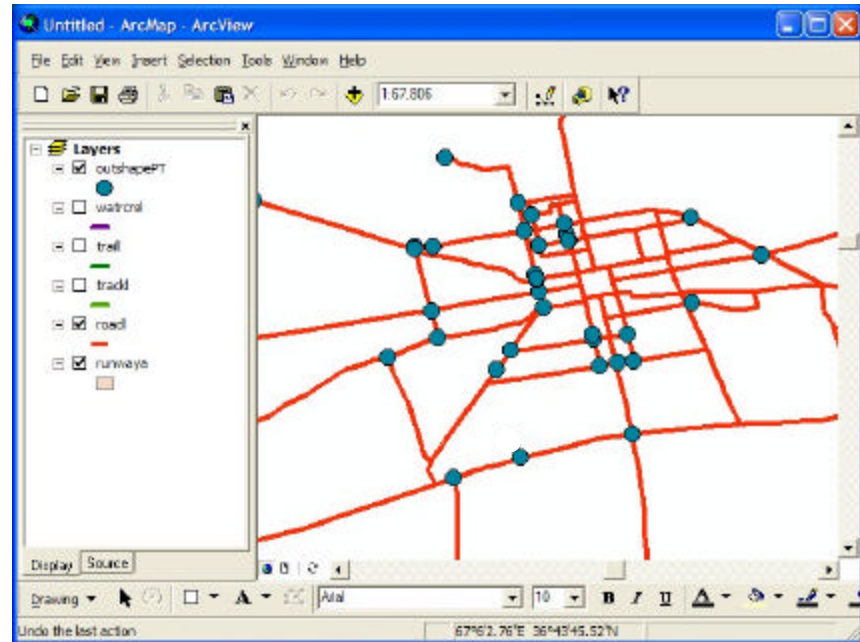 Untitled - ArcMap - ArcView
File Edit View Insert Selection Tools Window Help
1:67,806
Layers
outshapePT
watrcrsl
trail
trackl
roadl
runwaya
Display Source
Drawing A Arial 10 B I U A
Undo the last action 67°6'2.76"E 36°43'45.52"N